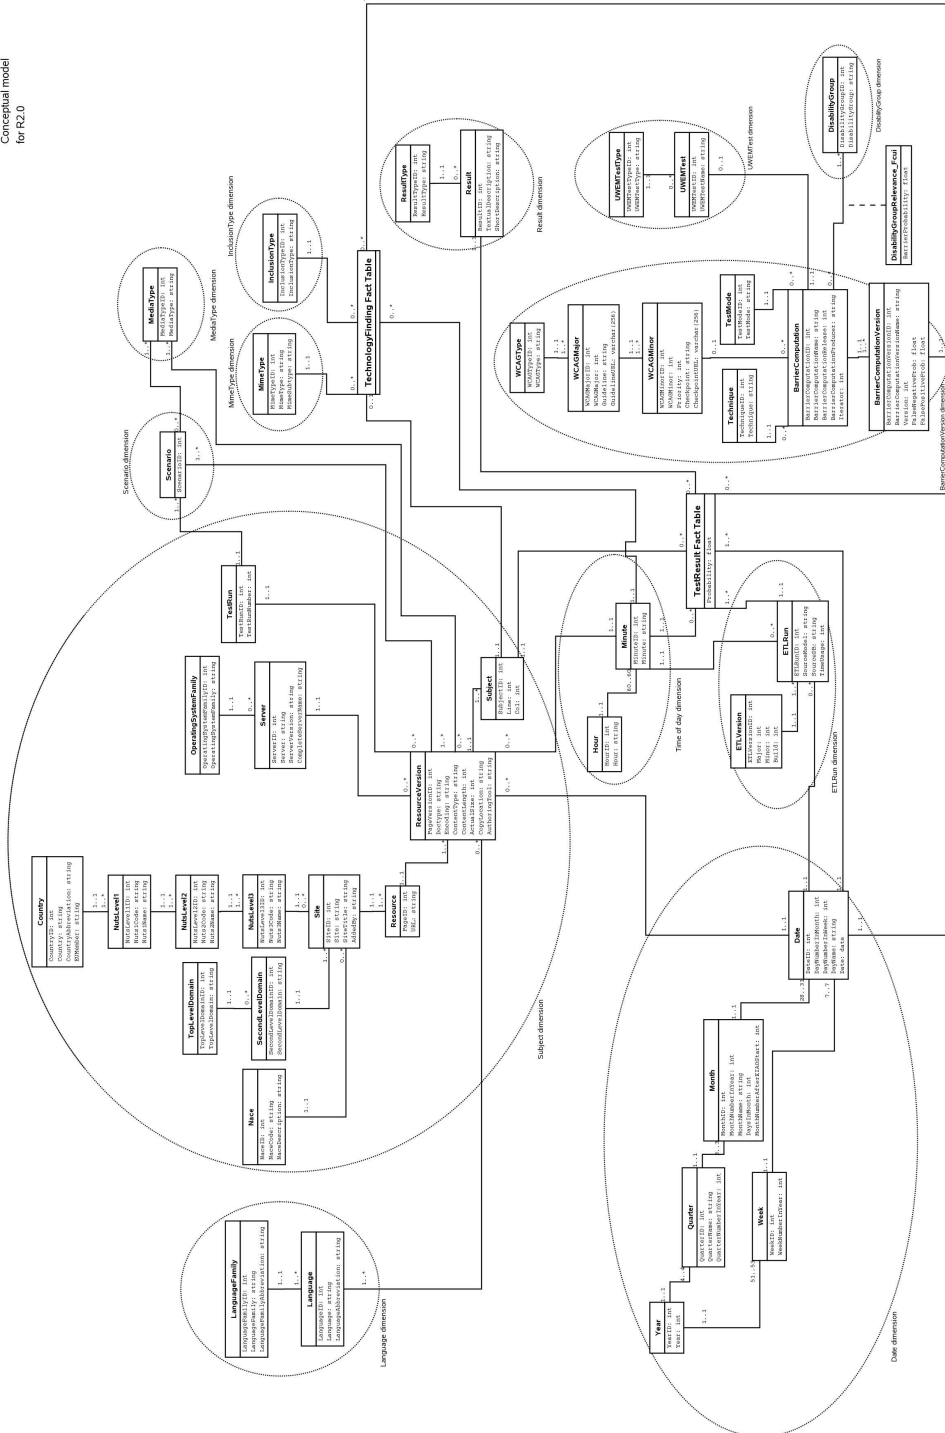 Conceptual model
for R2.0
Country
CountryID: int
Country: string
CountryAbbreviation: string
EUMember: string
NutsLevel1
NutsLevel1ID: int
Nuts1Code: string
Nuts1Name: string
NutsLevel2
NutsLevel2ID: int
Nuts2Code: string
Nuts2Name: string
NutsLevel3
NutsLevel3ID: int
Nuts3Code: string
Nuts3Name: string
Site
SiteID: int
Site: string
SiteTitle: string
AddedBy: string
Resource
PageID: int
URL: string
TopLevelDomain
TopLevelDomainID: int
TopLevelDomain: string
SecondLevelDomain
SecondLevelDomainID: int
SecondLevelDomain: string
Nace
NaceID: int
NaceCode: string
NaceDescription: string
OperatingSystemFamily
OperatingSystemFamilyID: int
OperatingSystemFamily: string
Server
ServerID: int
Server: string
ServerVersion: string
CompleteServerName: string
TestRun
TestRunID: int
TestRunNumber: int
ResourceVersion
PageVersionID: int
Doctype: string
Encoding: string
ContentType: string
ContentLength: int
ActualSize: int
CopyLocation: string
AuthoringTool: string
Subject
SubjectID: int
Line: int
Col: int
Subject dimension
LanguageFamily
LanguageFamilyID: int
LanguageFamily: string
LanguageFamilyAbbreviation: string
Language
LanguageID: int
Language: string
LanguageAbbreviation: string
Language dimension
Scenario dimension
Scenario
ScenarioID: int
MediaType
MediaTypeID: int
MediaType: string
MediaType dimension
MimeType dimension
MimeType
MimeTypeID: int
MimeType: string
MimeSubtype: string
InclusionType dimension
InclusionType
InclusionTypeID: int
InclusionType: string
TechnologyFinding Fact Table
ResultType
ResultTypeID: int
ResultType: string
Result
ResultID: int
TextualDescription: string
ShortDescription: string
Result dimension
UWEMTestType
UWEMTestTypeID: int
UWEMTestType: string
UWEMTest
UWEMTestID: int
UWEMTestName: string
UWEMTest dimension
DisabilityGroup
DisabilityGroupID: int
DisabilityGroup: string
DisabilityGroup dimension
DisabilityGroupRelevance_Fcui
BarrierProbability: float
WCAGType
WCAGTypeID: int
WCAGType: string
WCAGMajor
WCAGMajorID: int
WCAGMajor: int
Guideline: string
GuidelineURL: varchar(256)
WCAGMinor
WCAGMinorID: int
WCAGMinor: int
Priority: int
Checkpoint: string
CheckpointURL: varchar(256)
TestMode
TestModeID: int
TestMode: string
Technique
TechniqueID: int
Technique: string
BarrierComputation
BarrierComputationID: int
BarrierComputationName: string
BarrierComputationRelease: int
BarrierComputationProducer: string
Iterator: int
BarrierComputationVersion
BarrierComputationVersionID: int
BarrierComputationVersionName: string
Version: int
FalseNegativeProb: float
FalsePositiveProb: float
BarrierComputationVersion dimension
TestResult Fact Table
Probability: float
Minute
MinuteID: int
Minute: string
Hour
HourID: int
Hour: string
Time of day dimension
ETLRun
ETLRunID: int
SourceModel: string
SourceDB: string
TimeUsage: int
ETLVersion
ETLVersionID: int
Major: int
Minor: int
Build: int
ETLRun dimension
Date
DateID: int
DayNumberInMonth: int
DayNumberInWeek: int
DayName: string
Date: date
Month
MonthID: int
MonthNumberInYear: int
MonthName: string
DaysInMonth: int
MonthNumberAfterEIAOStart: int
Quarter
QuarterID: int
QuarterName: string
QuarterNumberInYear: int
Week
WeekID: int
WeekNumberInYear: int
Year
YearID: int
Year: int
Date dimension